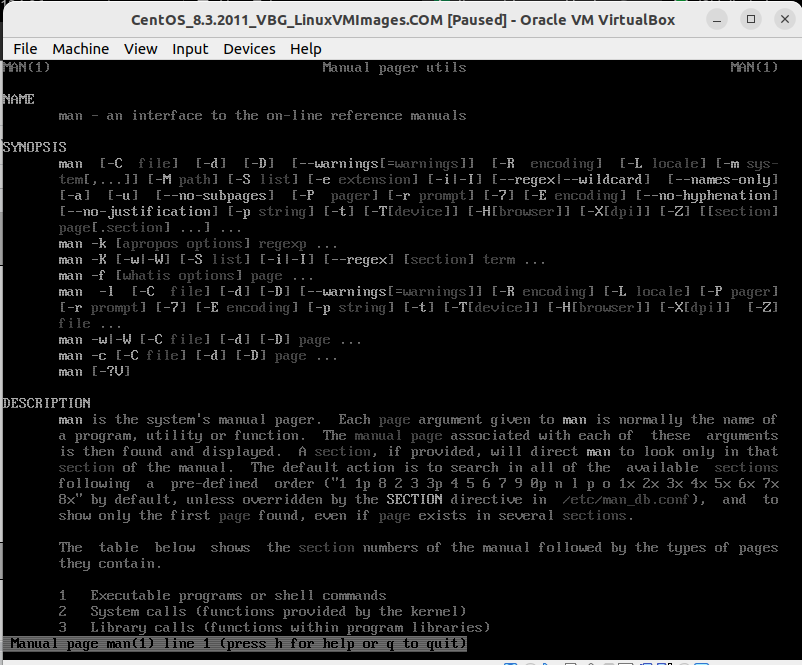 CentOS_8.3.2011_VBG_LinuxVMImages.COM [Paused] - Oracle VM VirtualBox
File Machine View Input Devices Help
MAN(1) Manual pager utils MAN(1)
NAME
man - an interface to the on-line reference manuals
SYNOPSIS
man [-C file] [-d] [-D] [--warnings[=warnings]] [-R encoding] [-L locale] [-m sys-
tem[,...]] [-M path] [-S list] [-e extension] [-i|-I] [--regex|--wildcard] [--names-only]
[-a] [-u] [--no-subpages] [-P pager] [-r prompt] [-7] [-E encoding] [--no-hyphenation]
[--no-justification] [-p string] [-t] [-T[device]] [-H[browser]] [-X[dpi]] [-Z] [[section]
page[.section] ...] ...
man -k [apropos options] regexp ...
man -K [-w|-W] [-S list] [-i|-I] [--regex] [section] term ...
man -f [whatis options] page ...
man -l [-C file] [-d] [-D] [--warnings[=warnings]] [-R encoding] [-L locale] [-P pager]
[-r prompt] [-7] [-E encoding] [-p string] [-t] [-T[device]] [-H[browser]] [-X[dpi]] [-Z]
file ...
man -w|-W [-C file] [-d] [-D] page ...
man -c [-C file] [-d] [-D] page ...
man [-?V]
DESCRIPTION
man is the system's manual pager. Each page argument given to man is normally the name of
a program, utility or function. The manual page associated with each of these arguments
is then found and displayed. A section, if provided, will direct man to look only in that
section of the manual. The default action is to search in all of the available sections
following a pre-defined order ("1 1p 8 2 3 3p 4 5 6 7 9 0p n l p o 1x 2x 3x 4x 5x 6x 7x
8x" by default, unless overridden by the SECTION directive in /etc/man_db.conf), and to
show only the first page found, even if page exists in several sections.
The table below shows the section numbers of the manual followed by the types of pages
they contain.
1 Executable programs or shell commands
2 System calls (functions provided by the kernel)
3 Library calls (functions within program libraries)
Manual page man(1) line 1 (press h for help or q to quit)